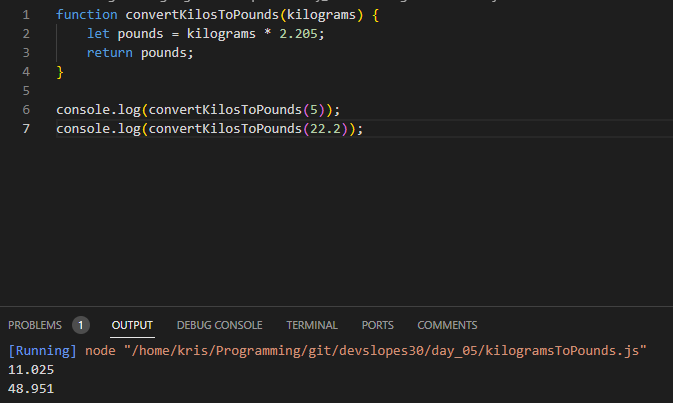 1 function convertKilosToPounds(kilograms) {
2     let pounds = kilograms * 2.205;
3     return pounds;
4 }
5
6 console.log(convertKilosToPounds(5));
7 console.log(convertKilosToPounds(22.2));
PROBLEMS 1 OUTPUT DEBUG CONSOLE TERMINAL PORTS COMMENTS
[Running] node "/home/kris/Programming/git/devslopes30/day_05/kilogramsToPounds.js"
11.025
48.951